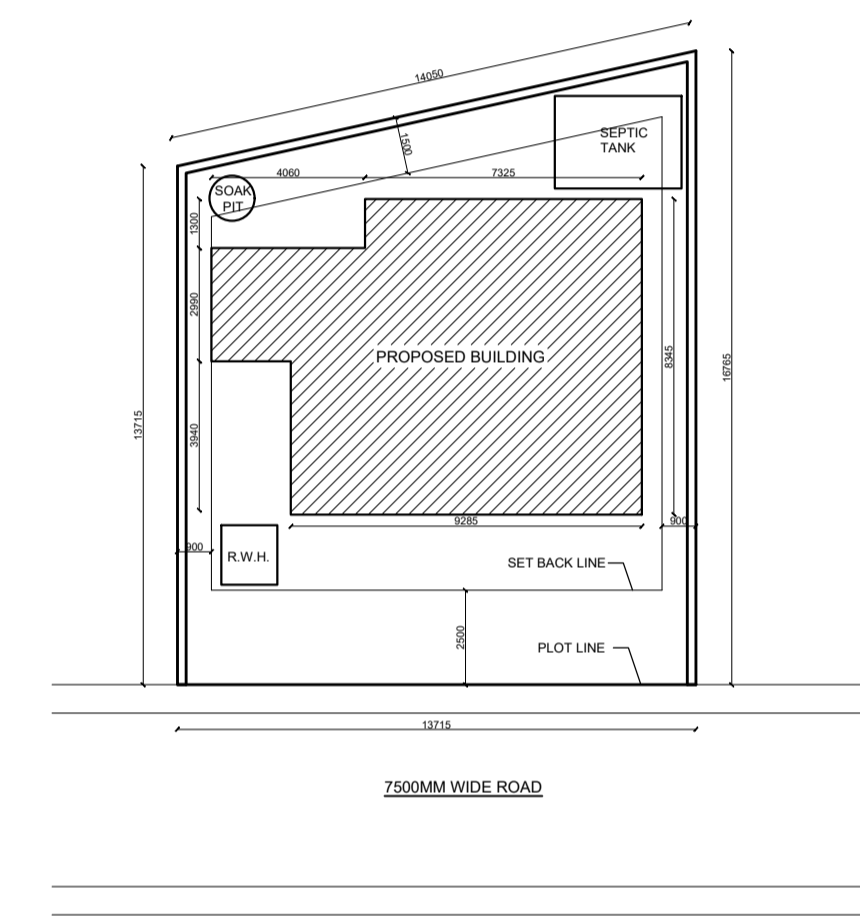 14050
1500
SEPTIC
TANK
4060
7325
SOAK
PIT
1300
2990
PROPOSED BUILDING
8345
16765
13715
3940
9285
900
900
R.W.H.
SET BACK LINE
2500
PLOT LINE
13715
7500MM WIDE ROAD